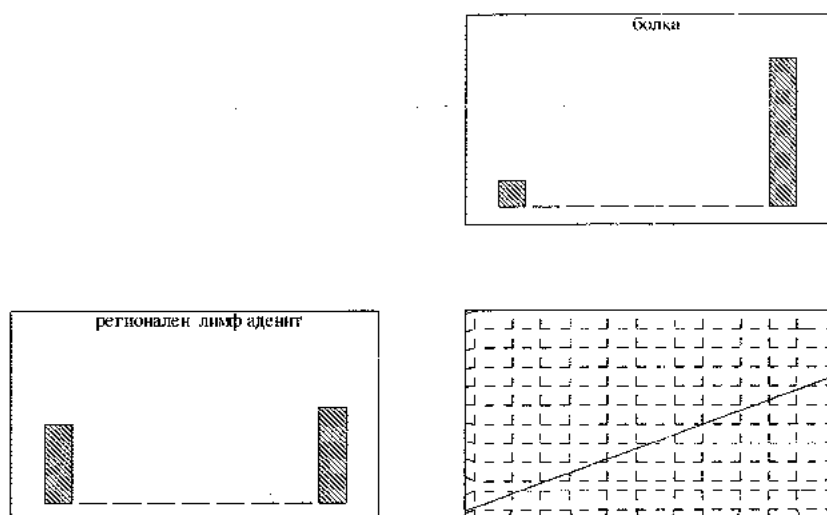 болка
регионален лимфаденит